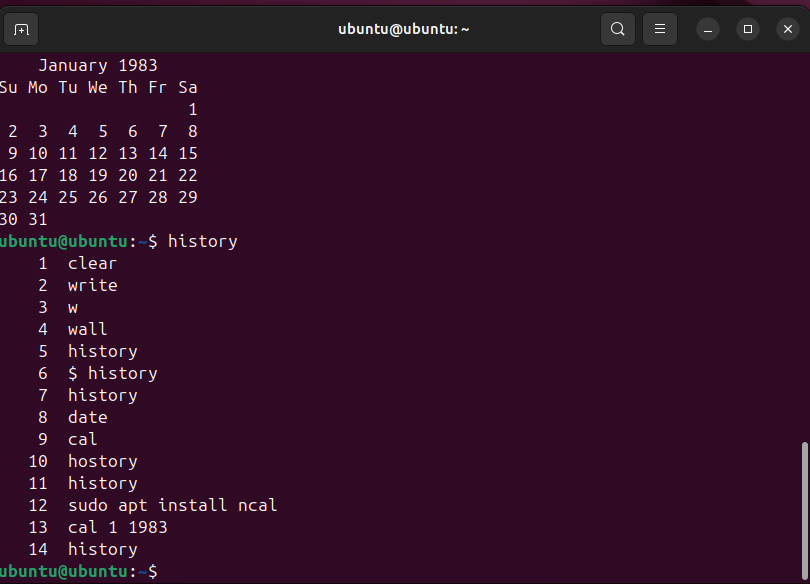 ubuntu@ubuntu: ~
January 1983
Su Mo Tu We Th Fr Sa
1
2 3 4 5 6 7 8
9 10 11 12 13 14 15
16 17 18 19 20 21 22
23 24 25 26 27 28 29
30 31
ubuntu@ubuntu:~$ history
1 clear
2 write
3 w
4 wall
5 history
6 $ history
7 history
8 date
9 cal
10 hostory
11 history
12 sudo apt install ncal
13 cal 1 1983
14 history
ubuntu@ubuntu:~$